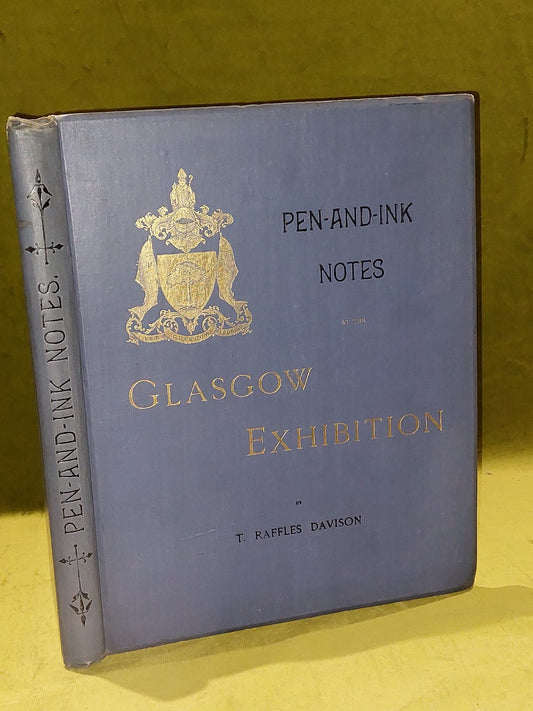 PEN-AND-INK NOTES.
PEN-AND-INK
NOTES
AT THE
GLASGOW
EXHIBITION
BY
T. RAFFLES DAVISON